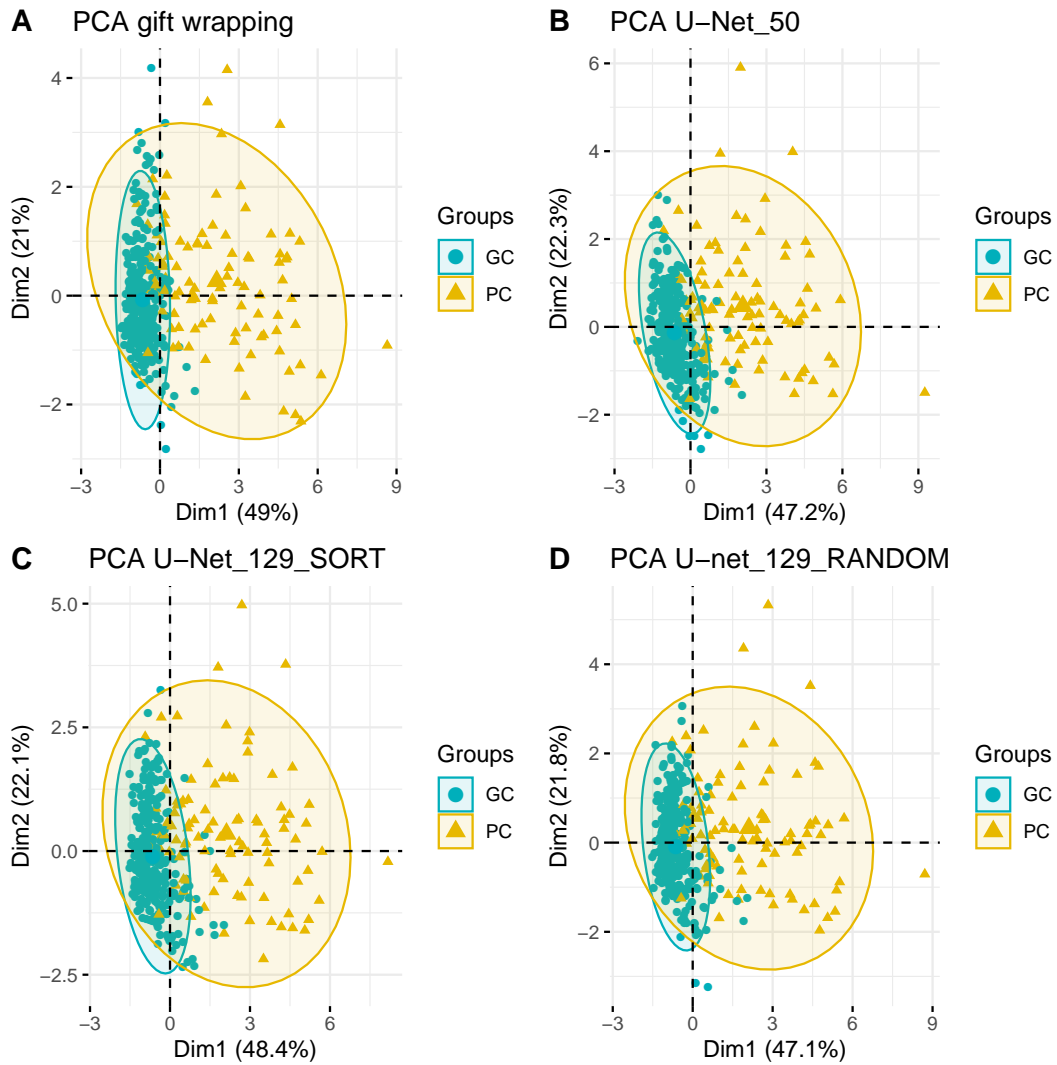 A PCA gift wrapping
4
2
0
−2
Dim2 (21%)
−3 0 3 6 9
Dim1 (49%)
Groups
GC
PC
B PCA U−Net_50
6
4
2
0
−2
Dim2 (22.3%)
−3 0 3 6 9
Dim1 (47.2%)
Groups
GC
PC
C PCA U−Net_129_SORT
5.0
2.5
0.0
−2.5
Dim2 (22.1%)
−3 0 3 6
Dim1 (48.4%)
Groups
GC
PC
D PCA U−net_129_RANDOM
4
2
0
−2
Dim2 (21.8%)
−3 0 3 6 9
Dim1 (47.1%)
Groups
GC
PC